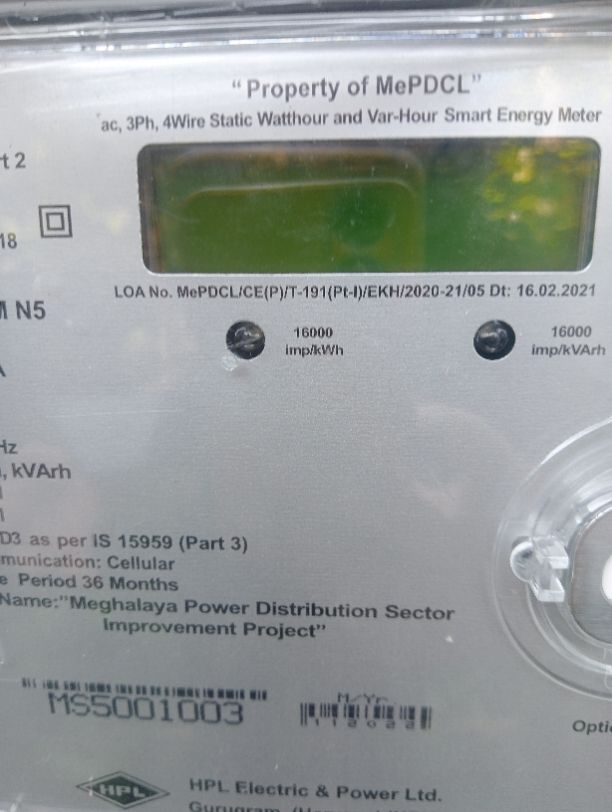 "Property of MePDCL"
ac, 3Ph, 4Wire Static Watthour and Var-Hour Smart Energy Meter
t 2
18
LOA No. MePDCL/CE(P)/T-191(Pt-I)/EKH/2020-21/05 Dt: 16.02.2021
N5
16000
imp/kWh
16000
imp/kVArh
Hz
, kVArh
D3 as per IS 15959 (Part 3)
munication: Cellular
e Period 36 Months
Name:"Meghalaya Power Distribution Sector
Improvement Project"
MS5001003
M/Yr
112022
Optic
HPL
HPL Electric & Power Ltd.
Gurugram